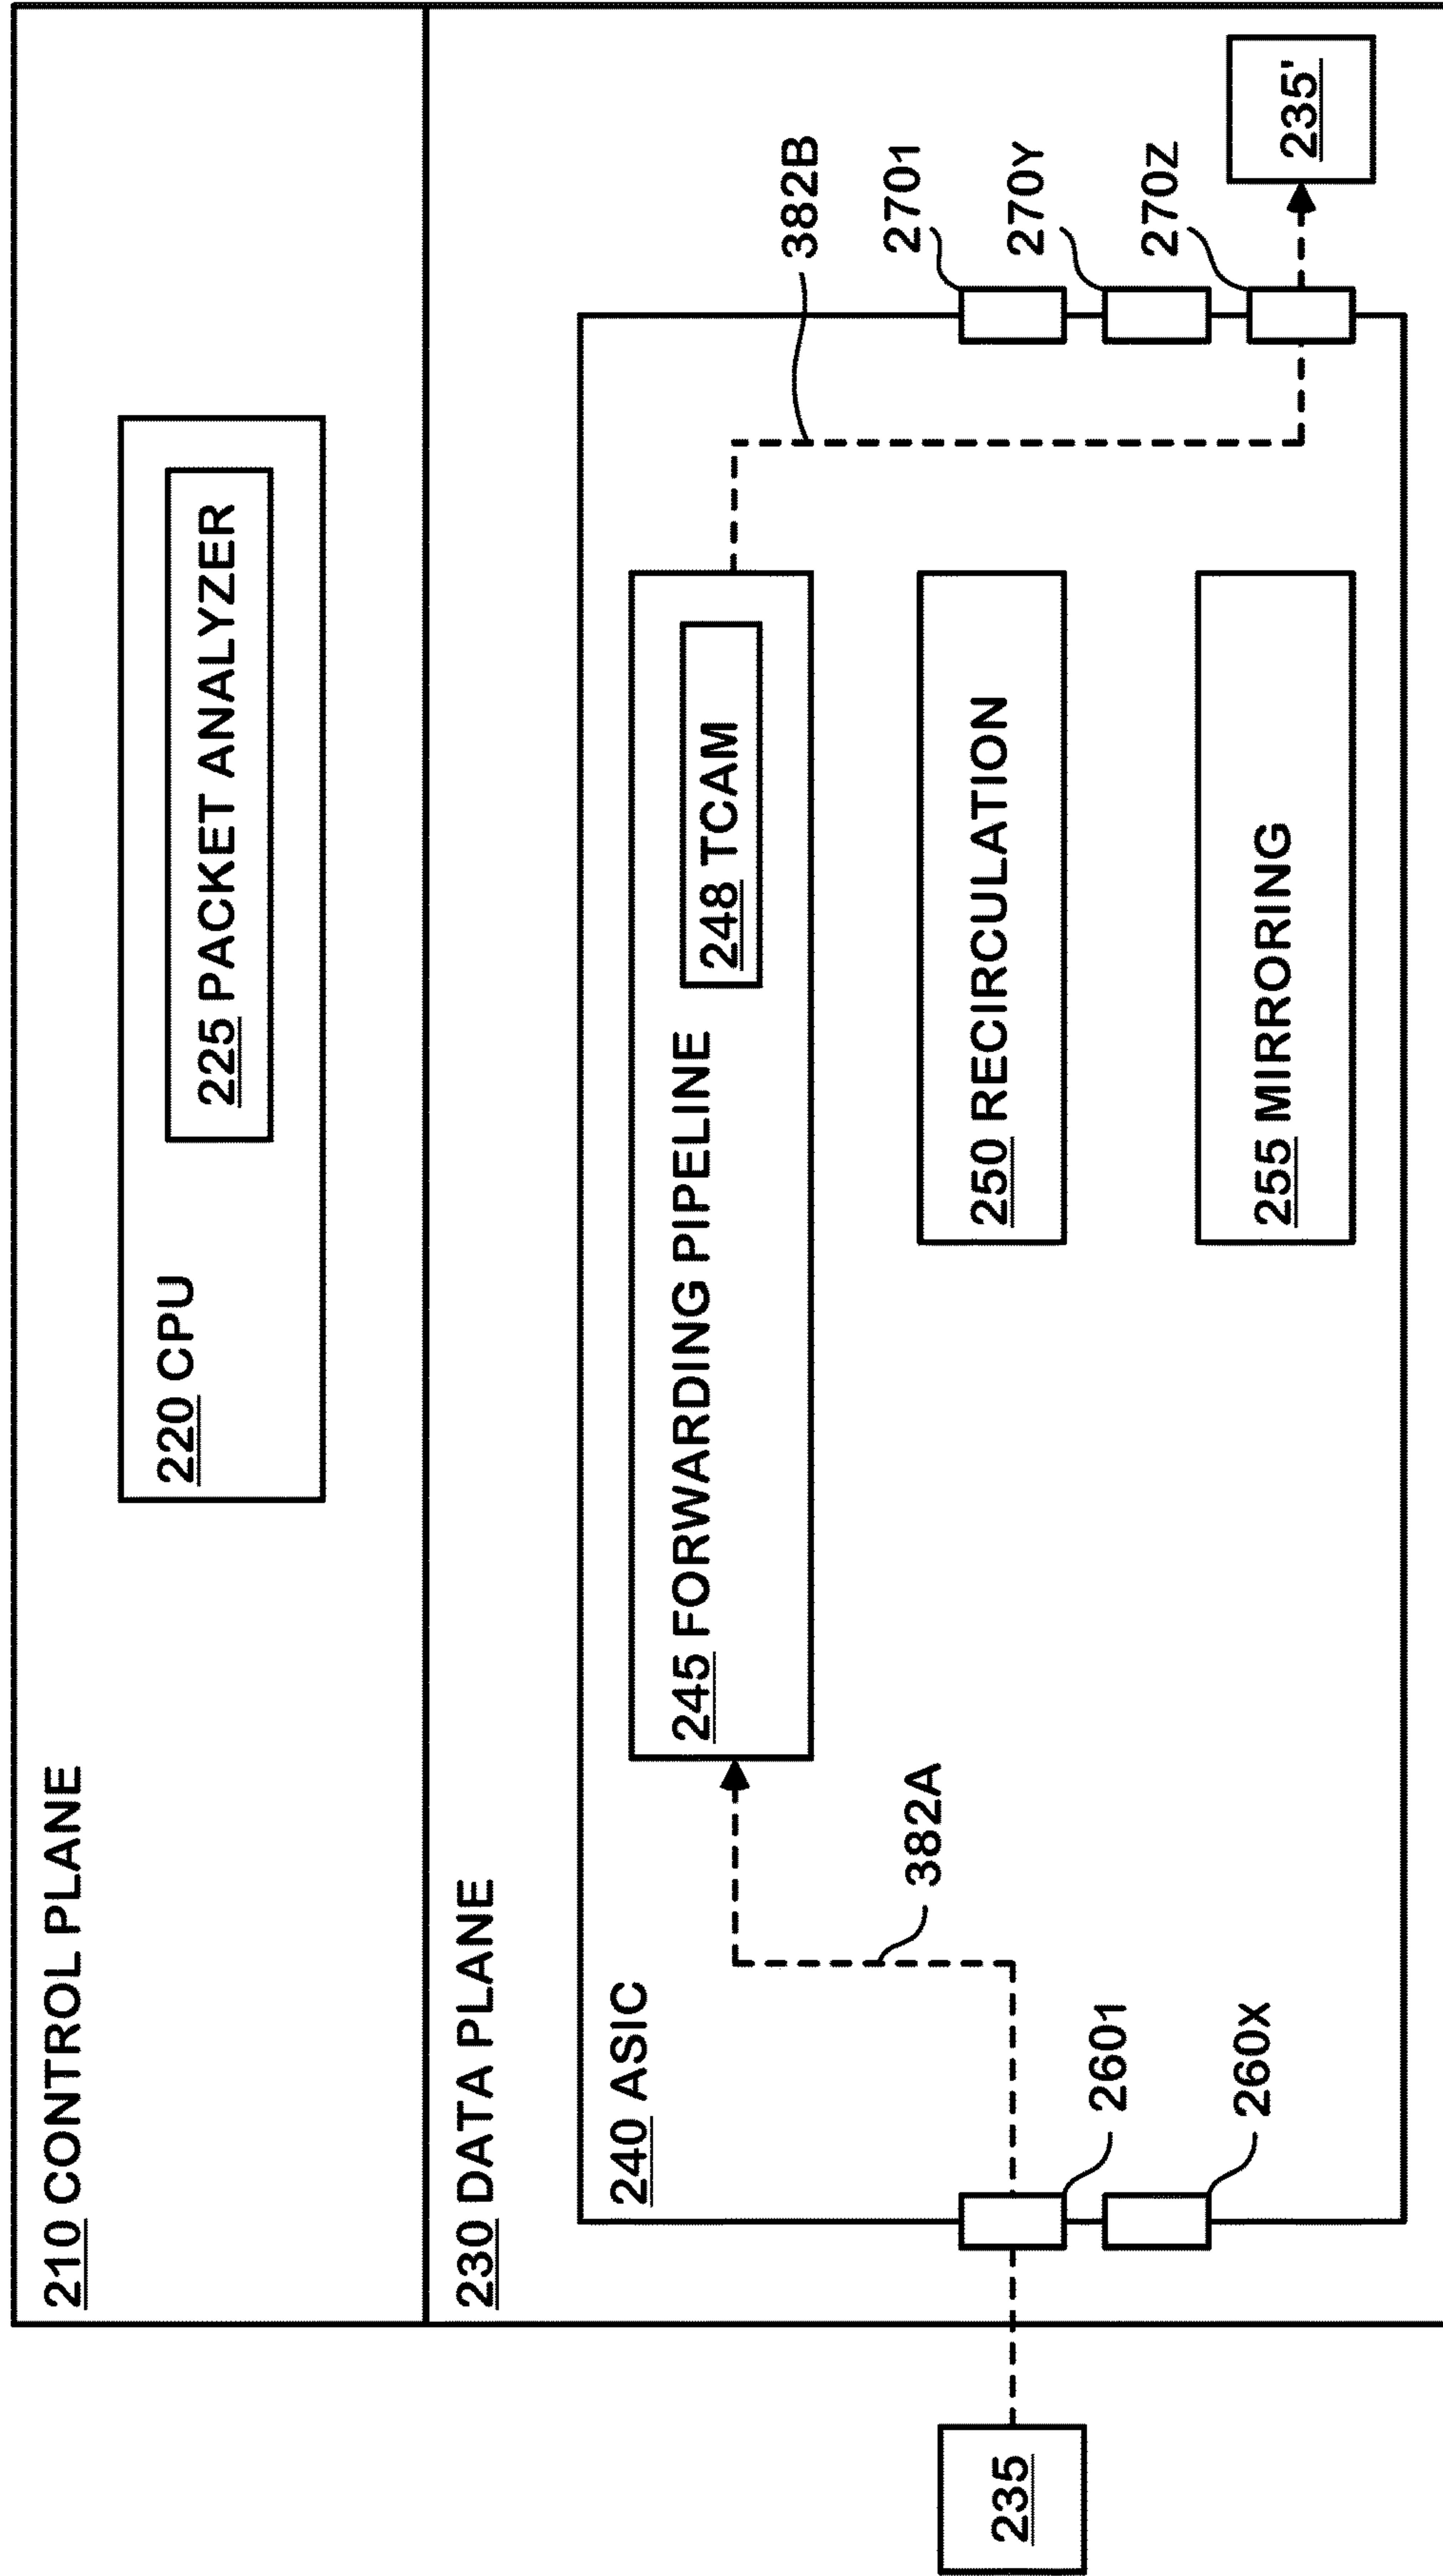 210 CONTROL PLANE
220 CPU
225 PACKET ANALYZER
230 DATA PLANE
240 ASIC
245 FORWARDING PIPELINE
248 TCAM
382B
382A
250 RECIRCULATION
255 MIRRORING
2601
260X
2701
270Y
270Z
235
235'